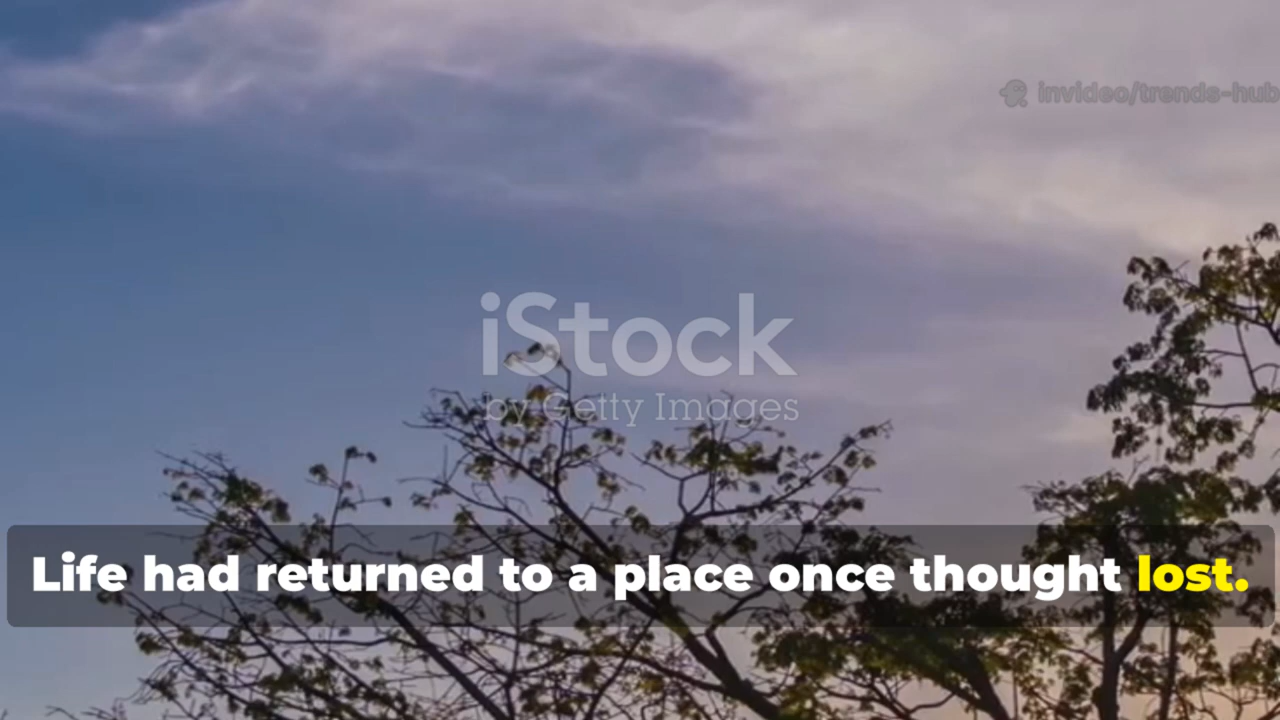 invideo/trends-hub
iStock
by Getty Images
Life had returned to a place once thought lost.